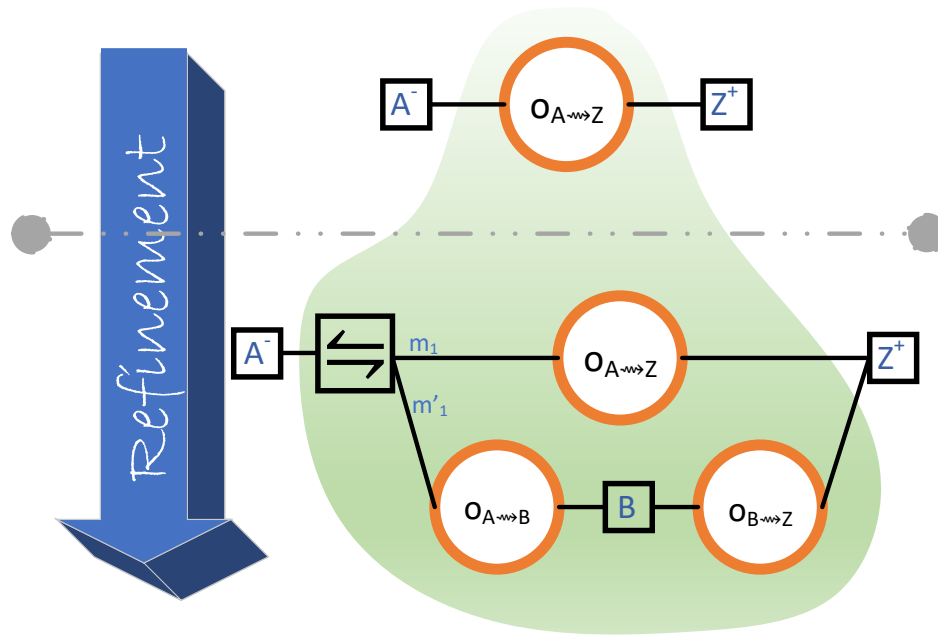 A⁻
O_A⇝Z
Z⁺
Refinement
A⁻
m₁
O_A⇝Z
Z⁺
m'₁
O_A⇝B
B
O_B⇝Z